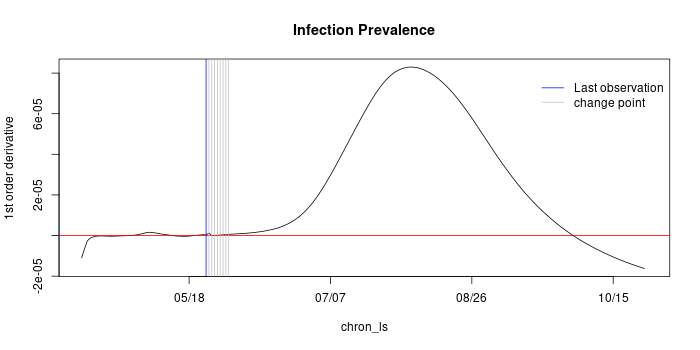 Infection Prevalence
Last observation
change point
1st order derivative
-2e-05
2e-05
6e-05
05/18
07/07
08/26
10/15
chron_ls